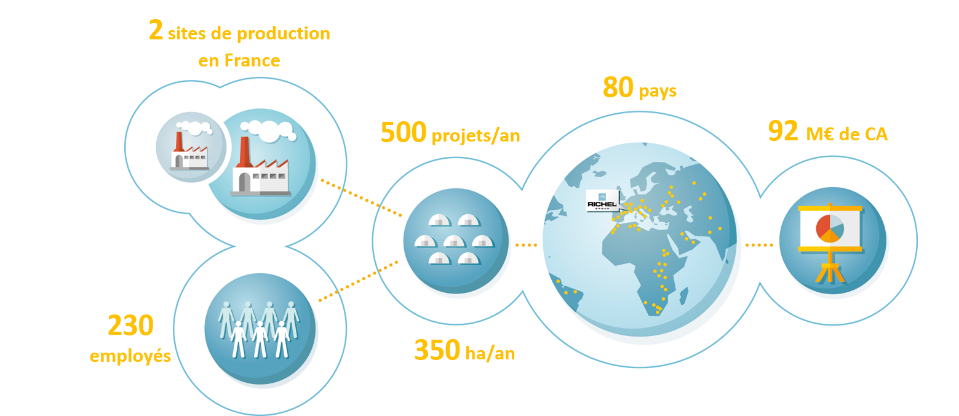 2 sites de production
en France
80 pays
500 projets/an
92 M€ de CA
RICHEL
230
employés
350 ha/an